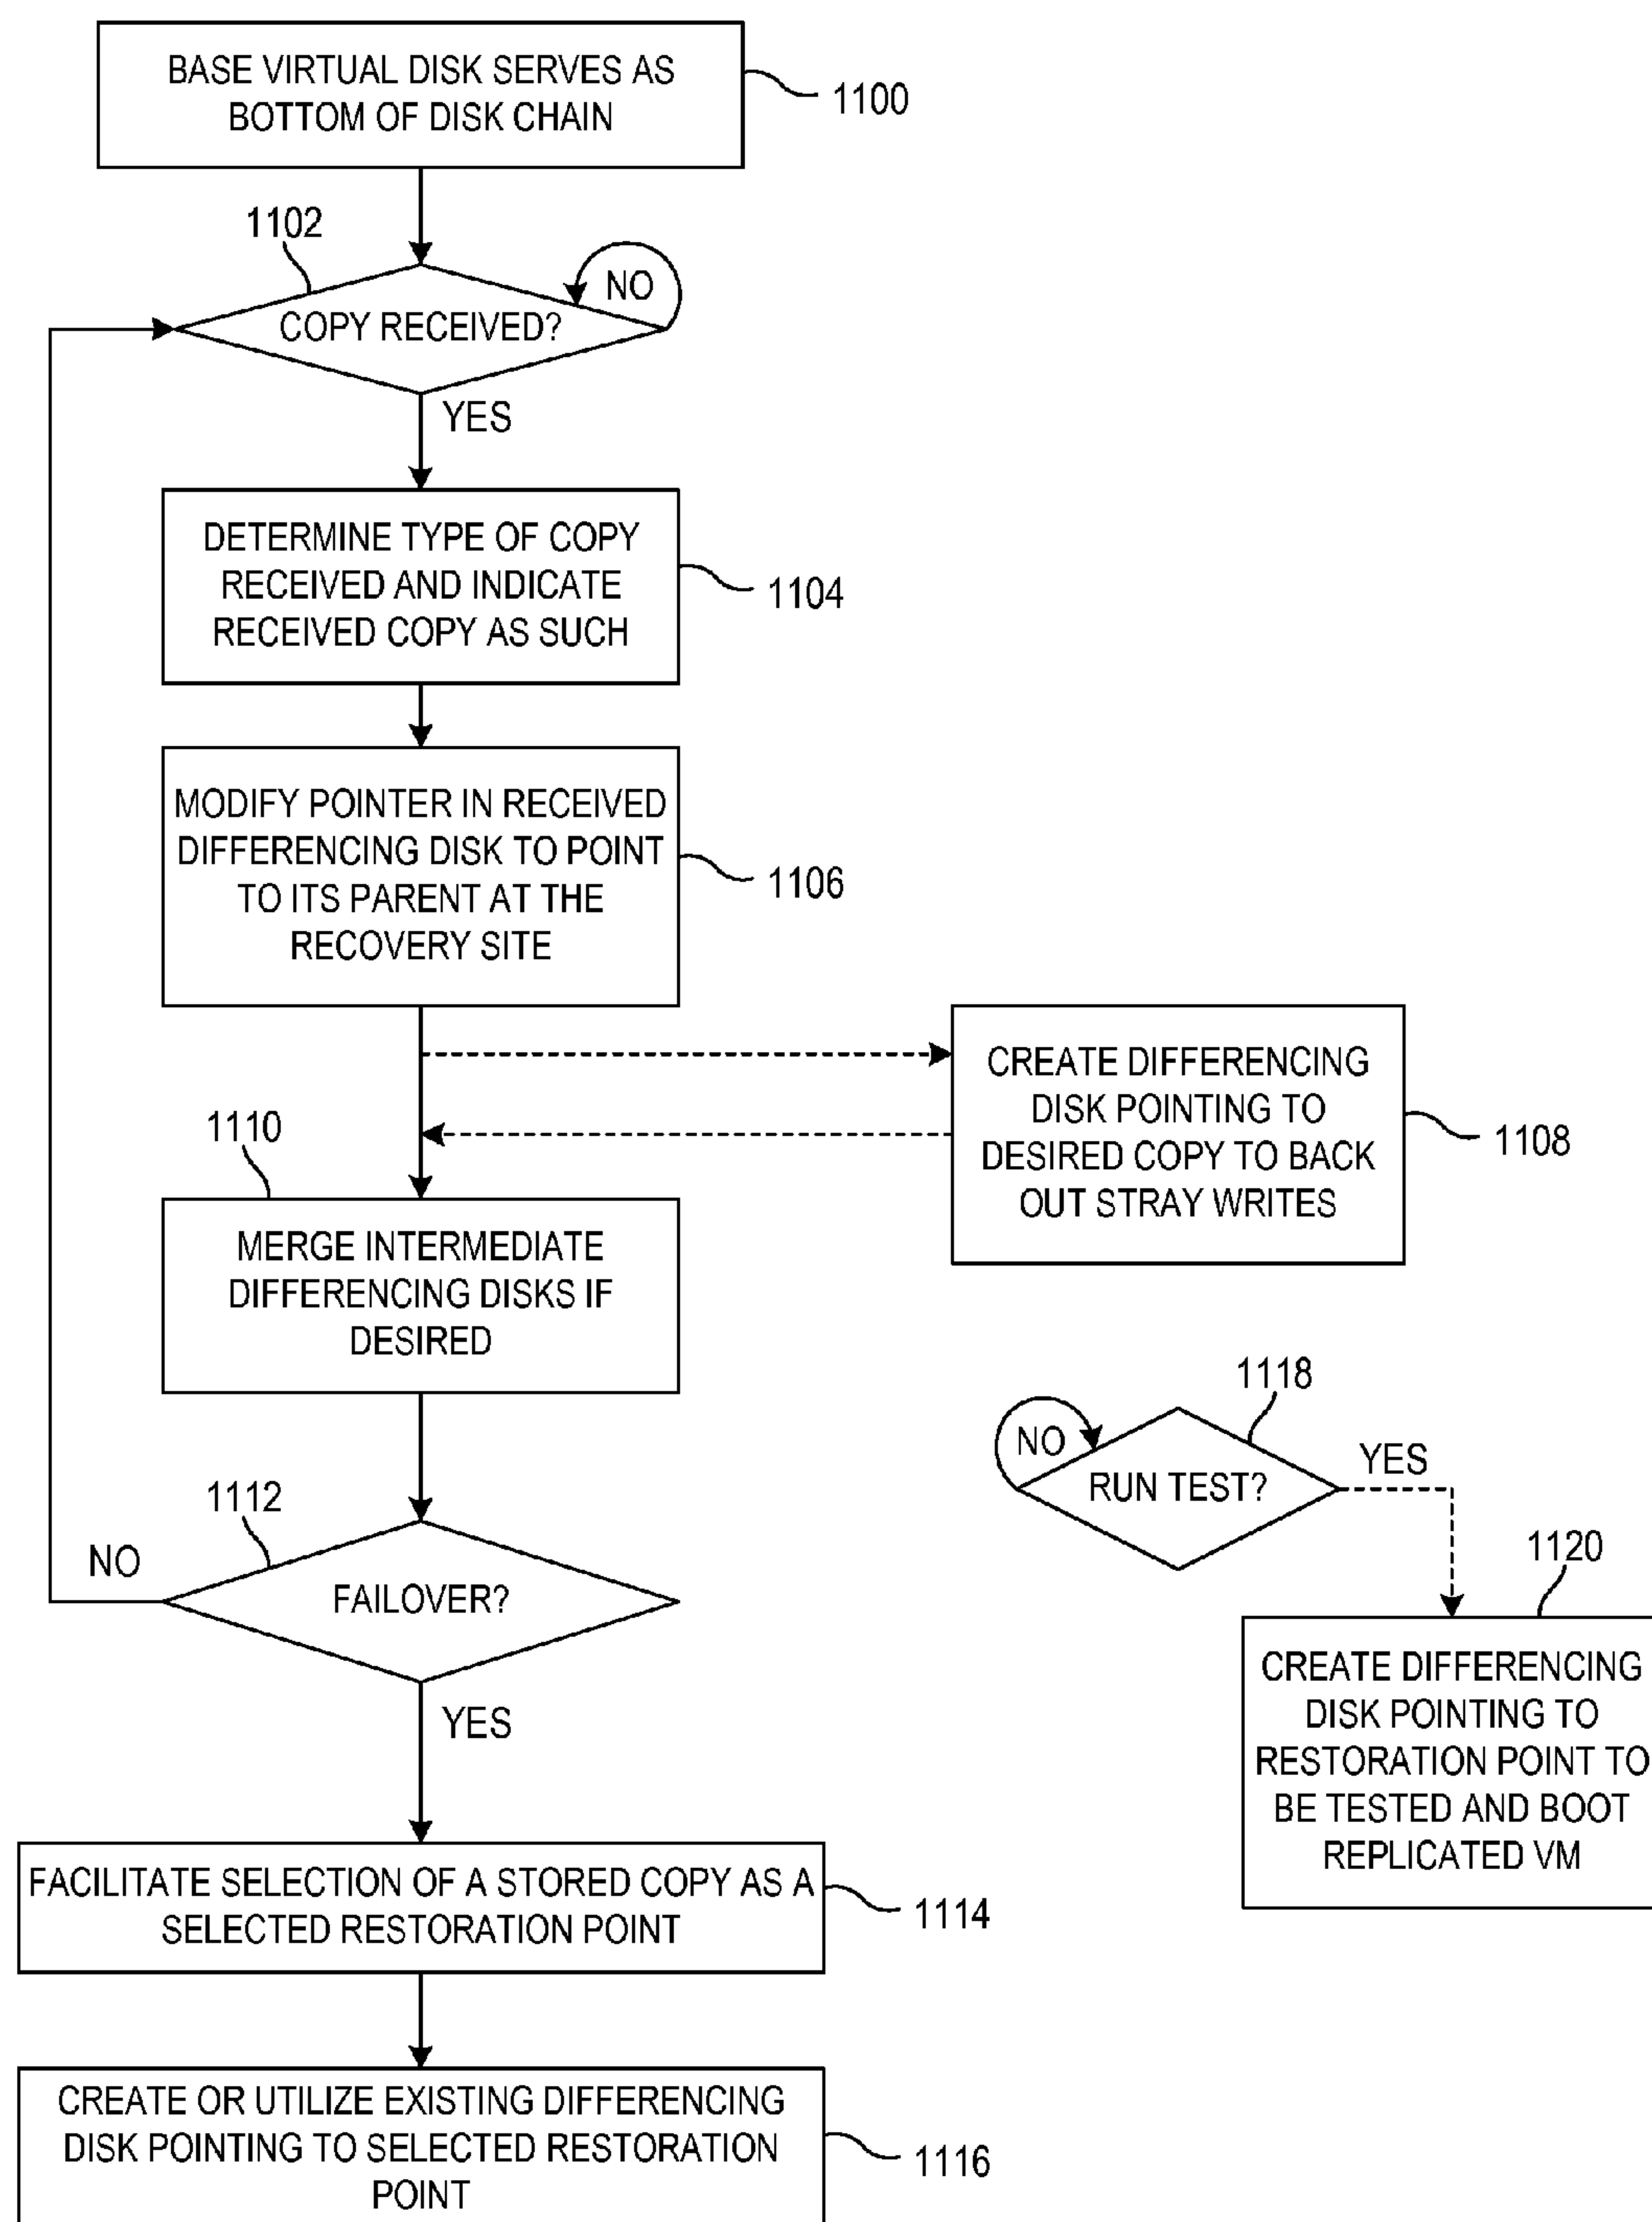 BASE VIRTUAL DISK SERVES AS
BOTTOM OF DISK CHAIN
1100
1102
NO
COPY RECEIVED?
YES
DETERMINE TYPE OF COPY
RECEIVED AND INDICATE
RECEIVED COPY AS SUCH
1104
MODIFY POINTER IN RECEIVED
DIFFERENCING DISK TO POINT
TO ITS PARENT AT THE
RECOVERY SITE
1106
CREATE DIFFERENCING
DISK POINTING TO
DESIRED COPY TO BACK
OUT STRAY WRITES
1108
1110
MERGE INTERMEDIATE
DIFFERENCING DISKS IF
DESIRED
1118
NO
RUN TEST?
YES
1112
NO
FAILOVER?
YES
1120
CREATE DIFFERENCING
DISK POINTING TO
RESTORATION POINT TO
BE TESTED AND BOOT
REPLICATED VM
FACILITATE SELECTION OF A STORED COPY AS A
SELECTED RESTORATION POINT
1114
CREATE OR UTILIZE EXISTING DIFFERENCING
DISK POINTING TO SELECTED RESTORATION
POINT
1116